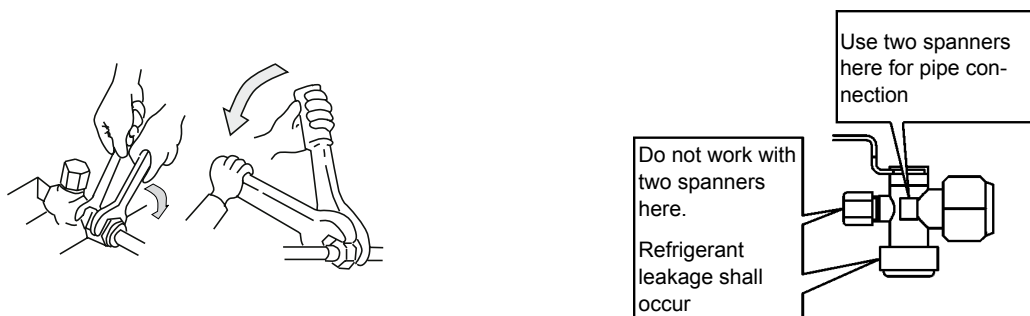 Use two spanners
here for pipe con-
nection
Do not work with
two spanners
here.
Refrigerant
leakage shall
occur